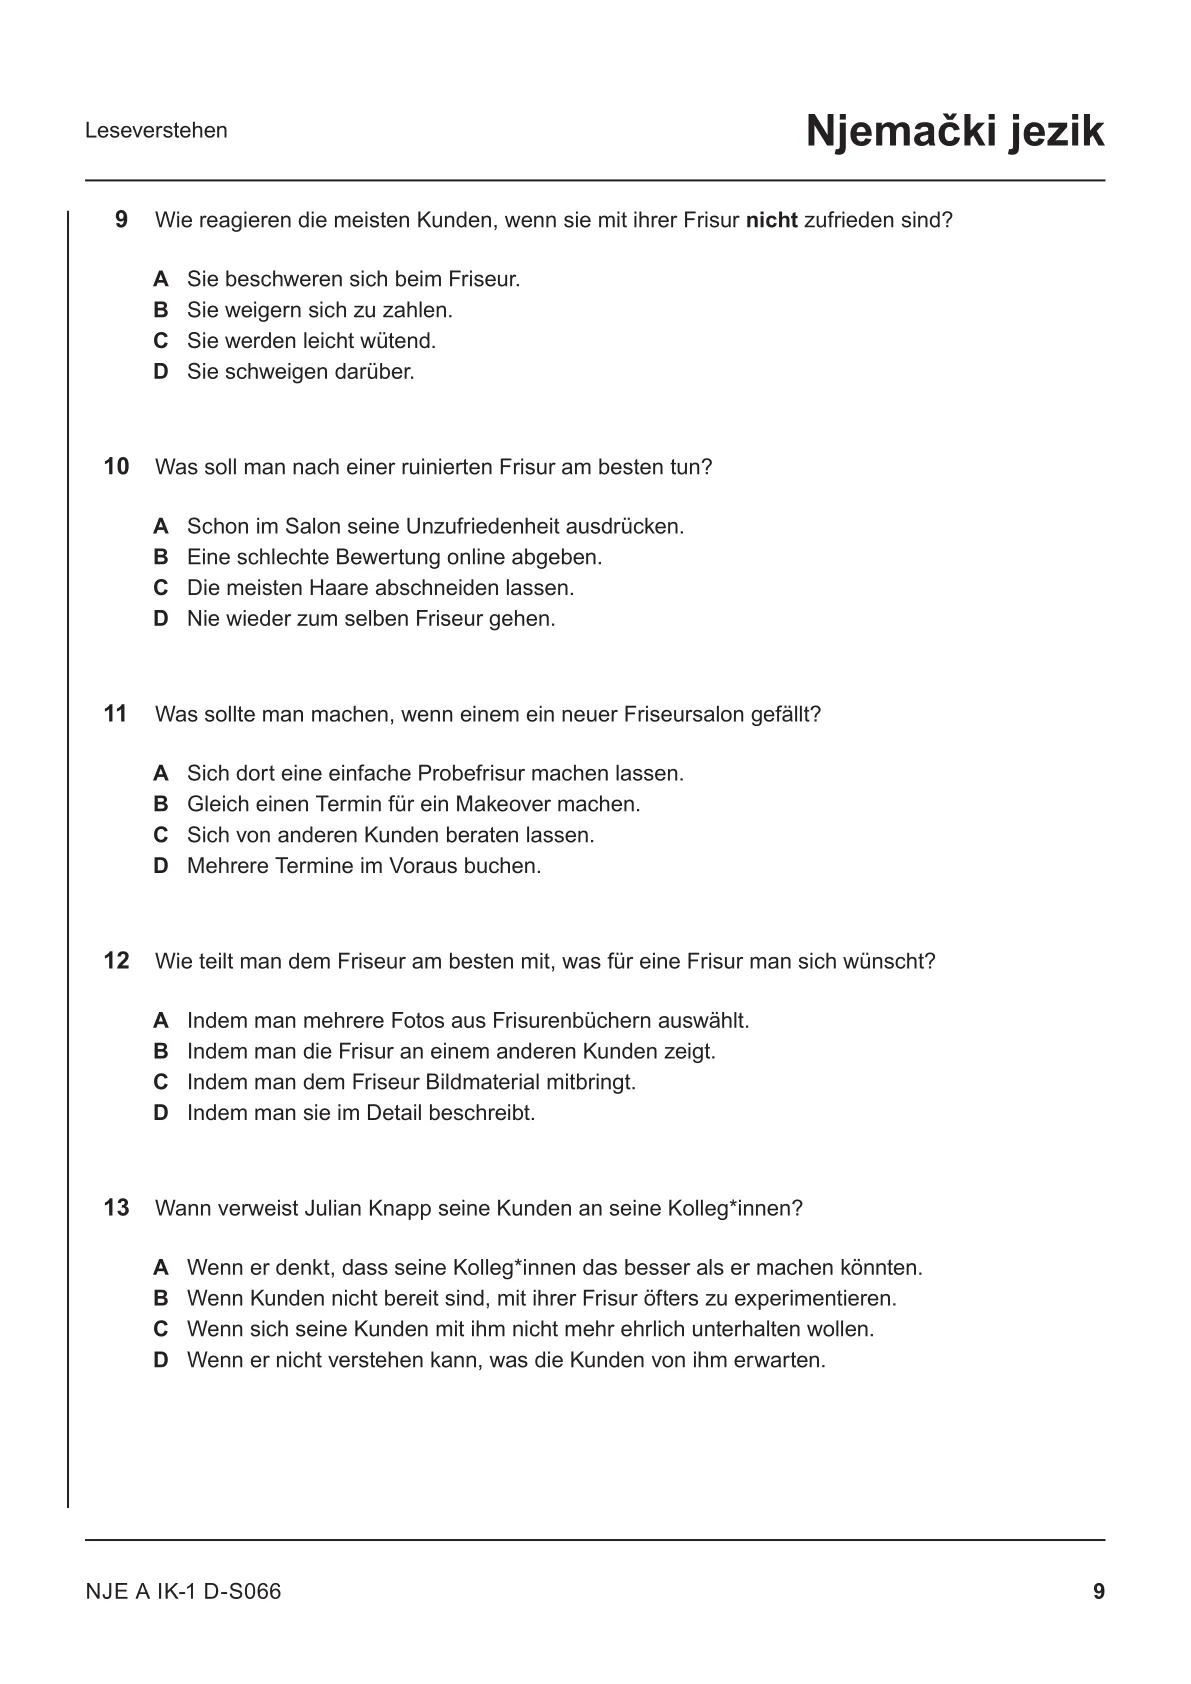 Leseverstehen
Njemački jezik
9 Wie reagieren die meisten Kunden, wenn sie mit ihrer Frisur nicht zufrieden sind?
A Sie beschweren sich beim Friseur.
B Sie weigern sich zu zahlen.
C Sie werden leicht wütend.
D Sie schweigen darüber.
10 Was soll man nach einer ruinierten Frisur am besten tun?
A Schon im Salon seine Unzufriedenheit ausdrücken.
B Eine schlechte Bewertung online abgeben.
C Die meisten Haare abschneiden lassen.
D Nie wieder zum selben Friseur gehen.
11 Was sollte man machen, wenn einem ein neuer Friseursalon gefällt?
A Sich dort eine einfache Probefrisur machen lassen.
B Gleich einen Termin für ein Makeover machen.
C Sich von anderen Kunden beraten lassen.
D Mehrere Termine im Voraus buchen.
12 Wie teilt man dem Friseur am besten mit, was für eine Frisur man sich wünscht?
A Indem man mehrere Fotos aus Frisurenbüchern auswählt.
B Indem man die Frisur an einem anderen Kunden zeigt.
C Indem man dem Friseur Bildmaterial mitbringt.
D Indem man sie im Detail beschreibt.
13 Wann verweist Julian Knapp seine Kunden an seine Kolleg*innen?
A Wenn er denkt, dass seine Kolleg*innen das besser als er machen könnten.
B Wenn Kunden nicht bereit sind, mit ihrer Frisur öfters zu experimentieren.
C Wenn sich seine Kunden mit ihm nicht mehr ehrlich unterhalten wollen.
D Wenn er nicht verstehen kann, was die Kunden von ihm erwarten.
NJE A IK-1 D-S066
9